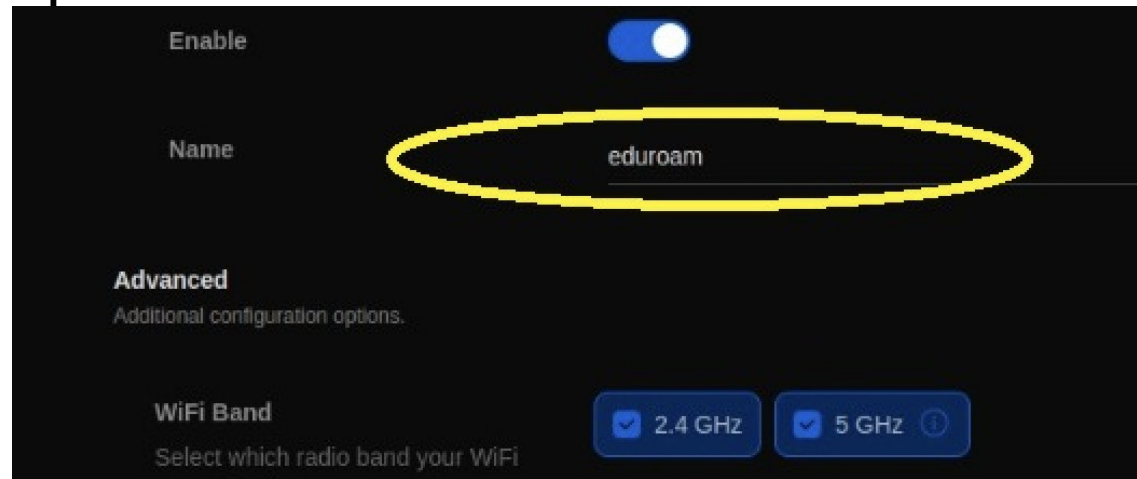 Enable
Name
eduroam
Advanced
Additional configuration options.
WiFi Band
2.4 GHz
5 GHz
Select which radio band your WiFi